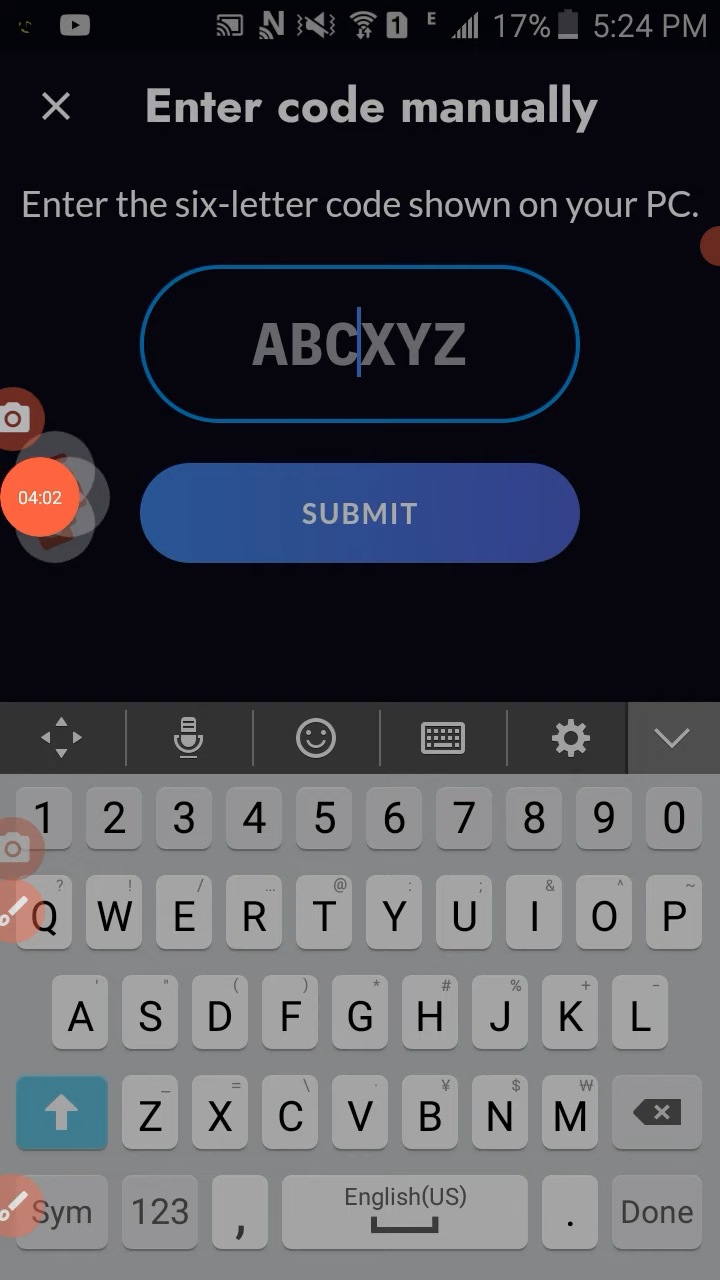 1 E 17% 5:24 PM
Enter code manually
Enter the six-letter code shown on your PC.
ABCXYZ
04:02
SUBMIT
1 2 3 4 5 6 7 8 9 0
? ! / ... @ : ; & ^ ~
Q W E R T Y U I O P
' " ( ) * # % + -
A S D F G H J K L
_ = \ · ¥ $ ₩
Z X C V B N M
Sym 123 , English(US) . Done